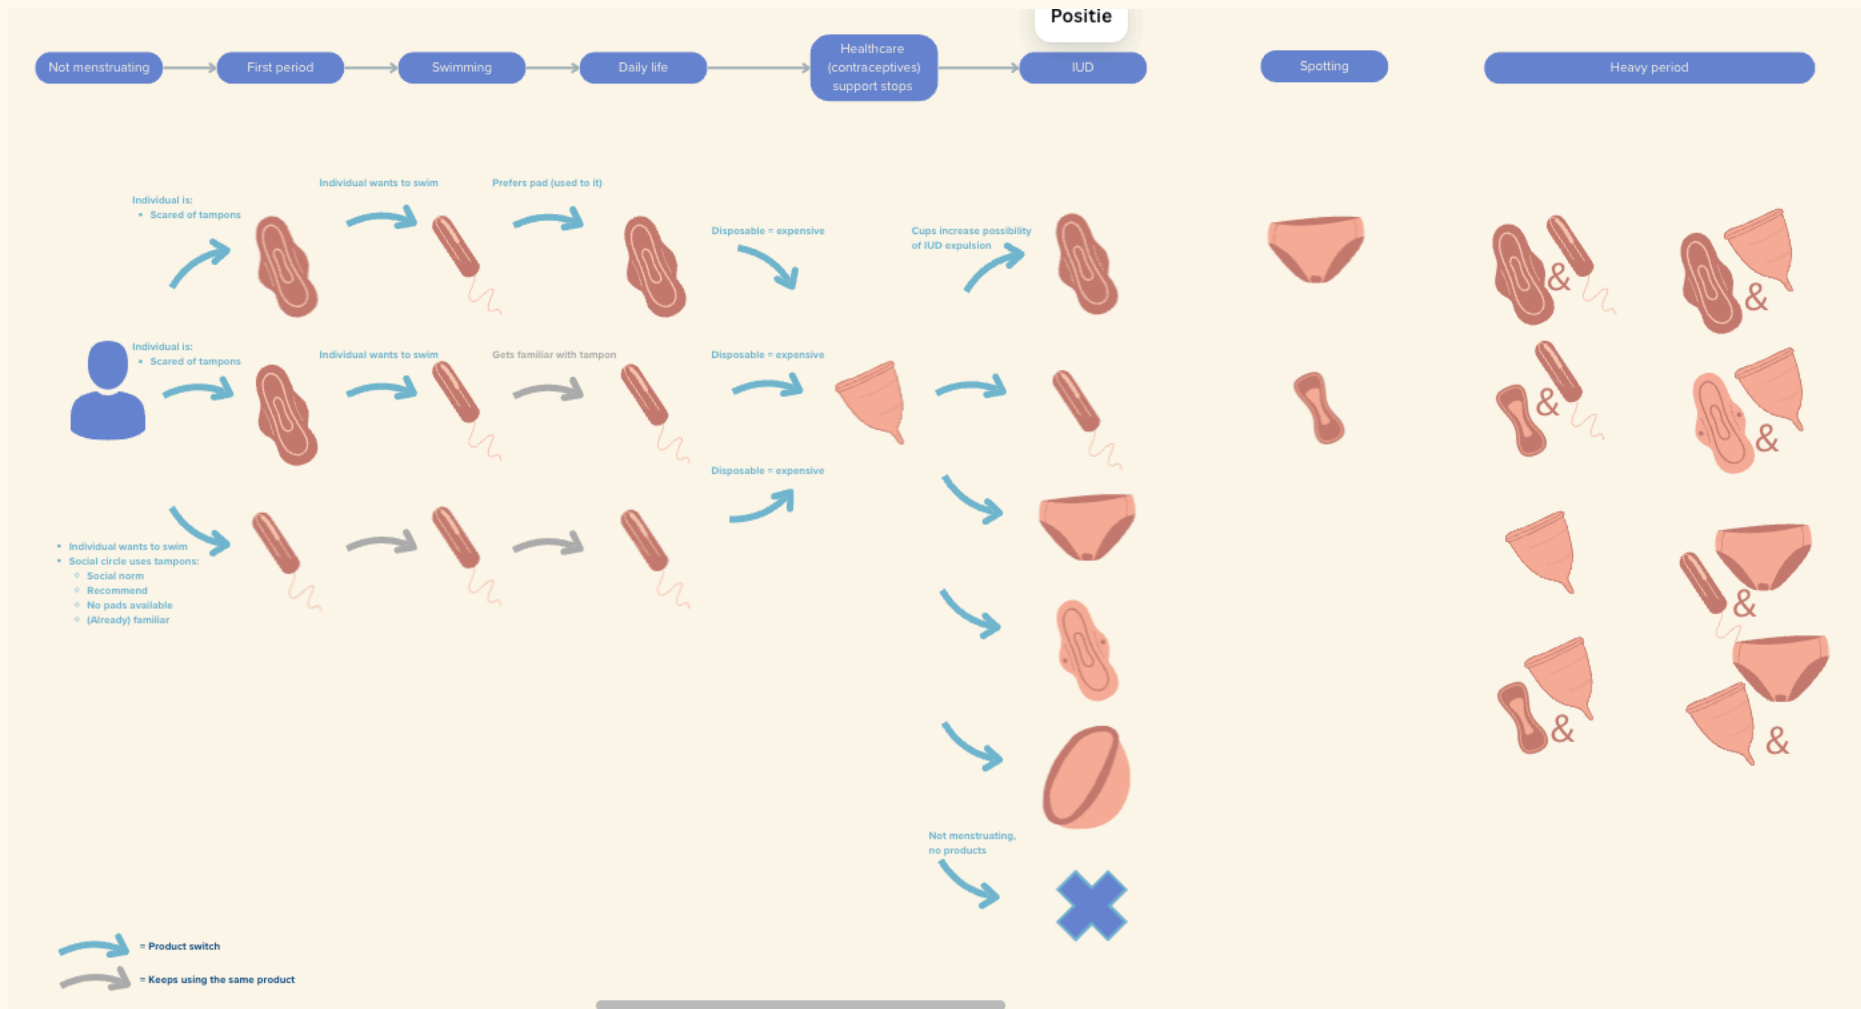 Positie
Not menstruating
First period
Swimming
Daily life
Healthcare
(contraceptives)
support stops
IUD
Spotting
Heavy period
Individual is:
• Scared of tampons
Individual wants to swim
Prefers pad (used to it)
Disposable = expensive
Cups increase possibility
of IUD expulsion
&
&
Individual is:
• Scared of tampons
Individual wants to swim
Gets familiar with tampon
Disposable = expensive
&
&
Disposable = expensive
• Individual wants to swim
• Social circle uses tampons:
○ Social norm
○ Recommend
○ No pads available
○ (Already) familiar
&
&
&
Not menstruating,
no products
= Product switch
= Keeps using the same product